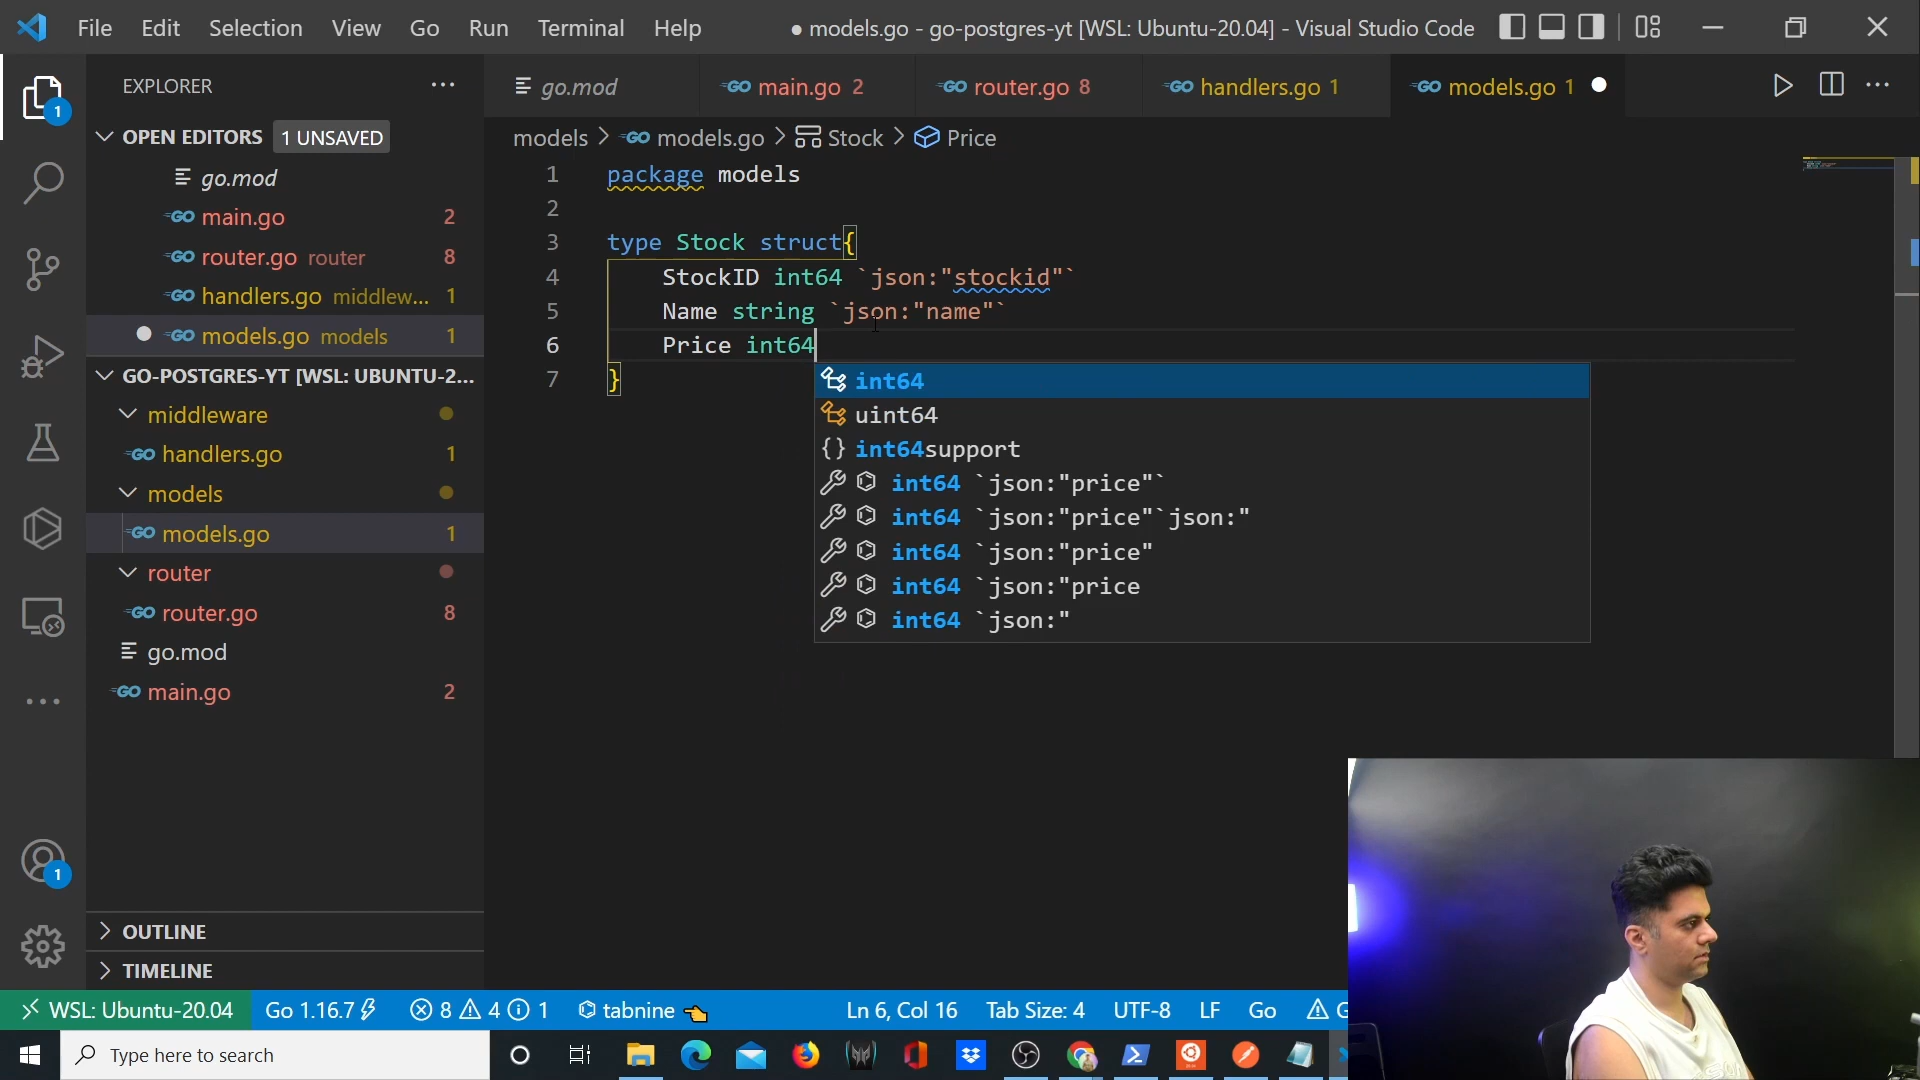 File Edit Selection View Go Run Terminal Help ● models.go - go-postgres-yt [WSL: Ubuntu-20.04] - Visual Studio Code
EXPLORER
go.mod
main.go 2
router.go 8
handlers.go 1
models.go 1
OPEN EDITORS 1 UNSAVED
go.mod
main.go 2
router.go router 8
handlers.go middlew... 1
models.go models 1
GO-POSTGRES-YT [WSL: UBUNTU-2...
middleware
handlers.go 1
models
models.go 1
router
router.go 8
go.mod
main.go 2
OUTLINE
TIMELINE
models > models.go > Stock > Price
1 package models
2
3 type Stock struct{
4 StockID int64 `json:"stockid"`
5 Name string `json:"name"`
6 Price int64
7 }
int64
uint64
{} int64support
int64 `json:"price"`
int64 `json:"price"`json:"
int64 `json:"price"
int64 `json:"price
int64 `json:"
1
1
WSL: Ubuntu-20.04 Go 1.16.7 8 4 1 tabnine Ln 6, Col 16 Tab Size: 4 UTF-8 LF Go
Type here to search